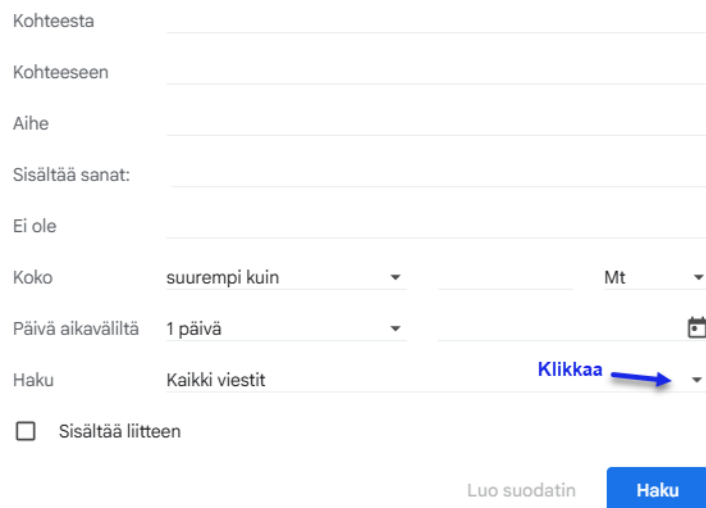 Kohteesta
Kohteeseen
Aihe
Sisältää sanat:
Ei ole
Koko suurempi kuin Mt
Päivä aikaväliltä 1 päivä
Haku Kaikki viestit Klikkaa
Sisältää liitteen
Luo suodatin Haku